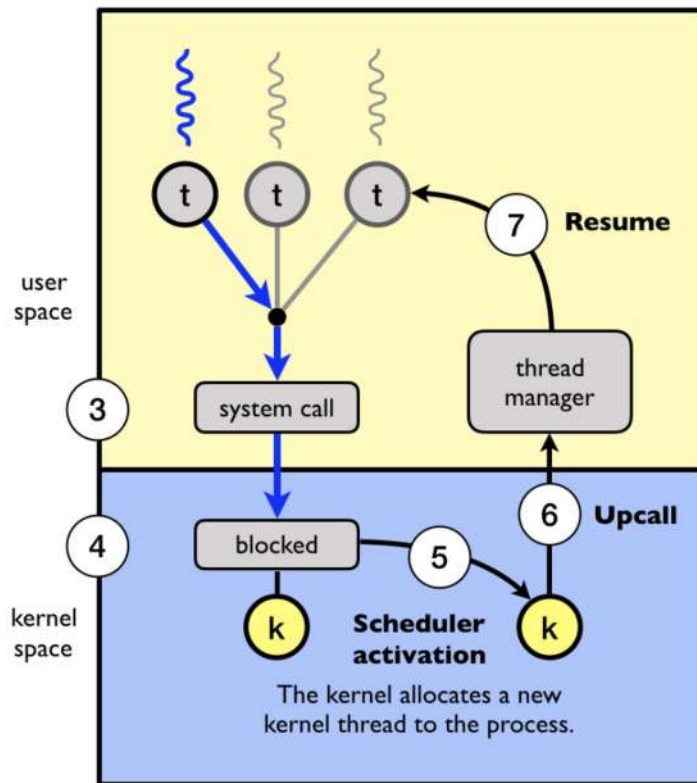 t
t
t
7
Resume
user
space
thread
manager
3
system call
6
Upcall
4
blocked
5
kernel
space
k
Scheduler
activation
k
The kernel allocates a new
kernel thread to the process.